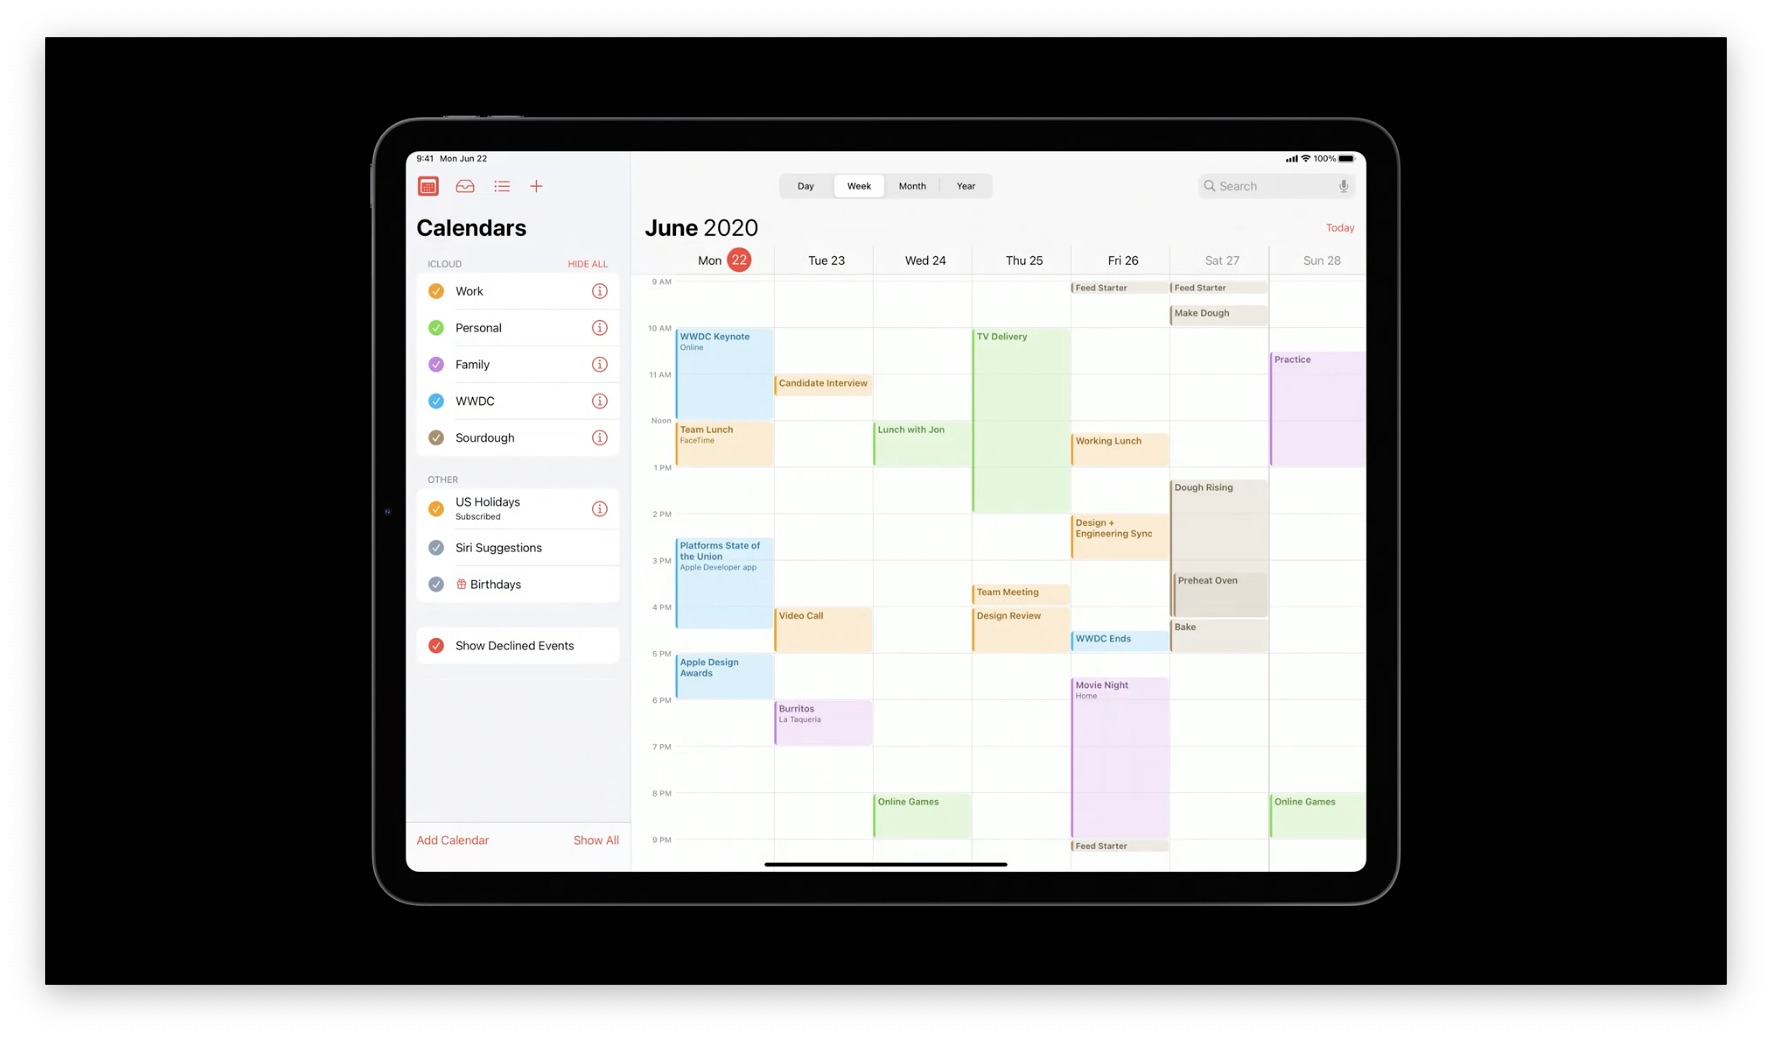 9:41 Mon Jun 22
100%
Day
Week
Month
Year
Search
Calendars
ICLOUD
HIDE ALL
Work
Personal
Family
WWDC
Sourdough
OTHER
US Holidays
Subscribed
Siri Suggestions
Birthdays
Show Declined Events
Add Calendar
Show All
June 2020
Today
Mon 22
Tue 23
Wed 24
Thu 25
Fri 26
Sat 27
Sun 28
9 AM
10 AM
11 AM
Noon
1 PM
2 PM
3 PM
4 PM
5 PM
6 PM
7 PM
8 PM
9 PM
WWDC Keynote
Online
Team Lunch
FaceTime
Platforms State of
the Union
Apple Developer app
Apple Design
Awards
Candidate Interview
Video Call
Burritos
La Taqueria
Lunch with Jon
Online Games
TV Delivery
Team Meeting
Design Review
Feed Starter
Working Lunch
Design +
Engineering Sync
WWDC Ends
Movie Night
Home
Feed Starter
Feed Starter
Make Dough
Dough Rising
Preheat Oven
Bake
Practice
Online Games